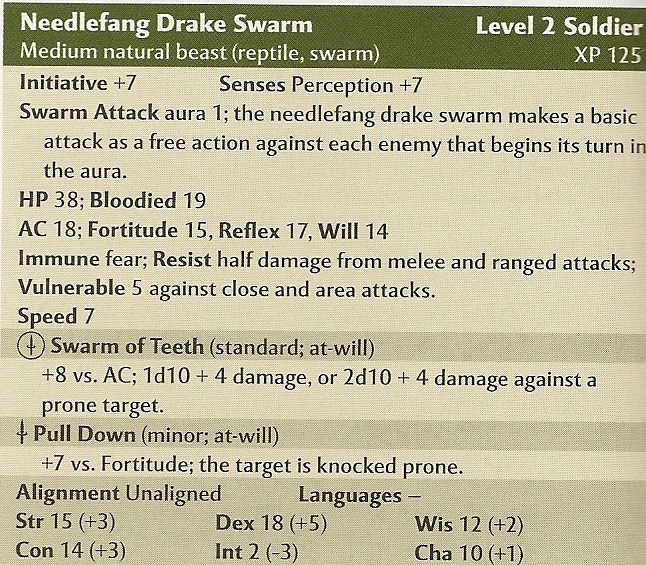 Needlefang Drake Swarm Level 2 Soldier
Medium natural beast (reptile, swarm) XP 125
Initiative +7 Senses Perception +7
Swarm Attack aura 1; the needlefang drake swarm makes a basic
attack as a free action against each enemy that begins its turn in
the aura.
HP 38; Bloodied 19
AC 18; Fortitude 15, Reflex 17, Will 14
Immune fear; Resist half damage from melee and ranged attacks;
Vulnerable 5 against close and area attacks.
Speed 7
Swarm of Teeth (standard; at-will)
+8 vs. AC; 1d10 + 4 damage, or 2d10 + 4 damage against a
prone target.
Pull Down (minor; at-will)
+7 vs. Fortitude; the target is knocked prone.
Alignment Unaligned Languages –
Str 15 (+3) Dex 18 (+5) Wis 12 (+2)
Con 14 (+3) Int 2 (-3) Cha 10 (+1)